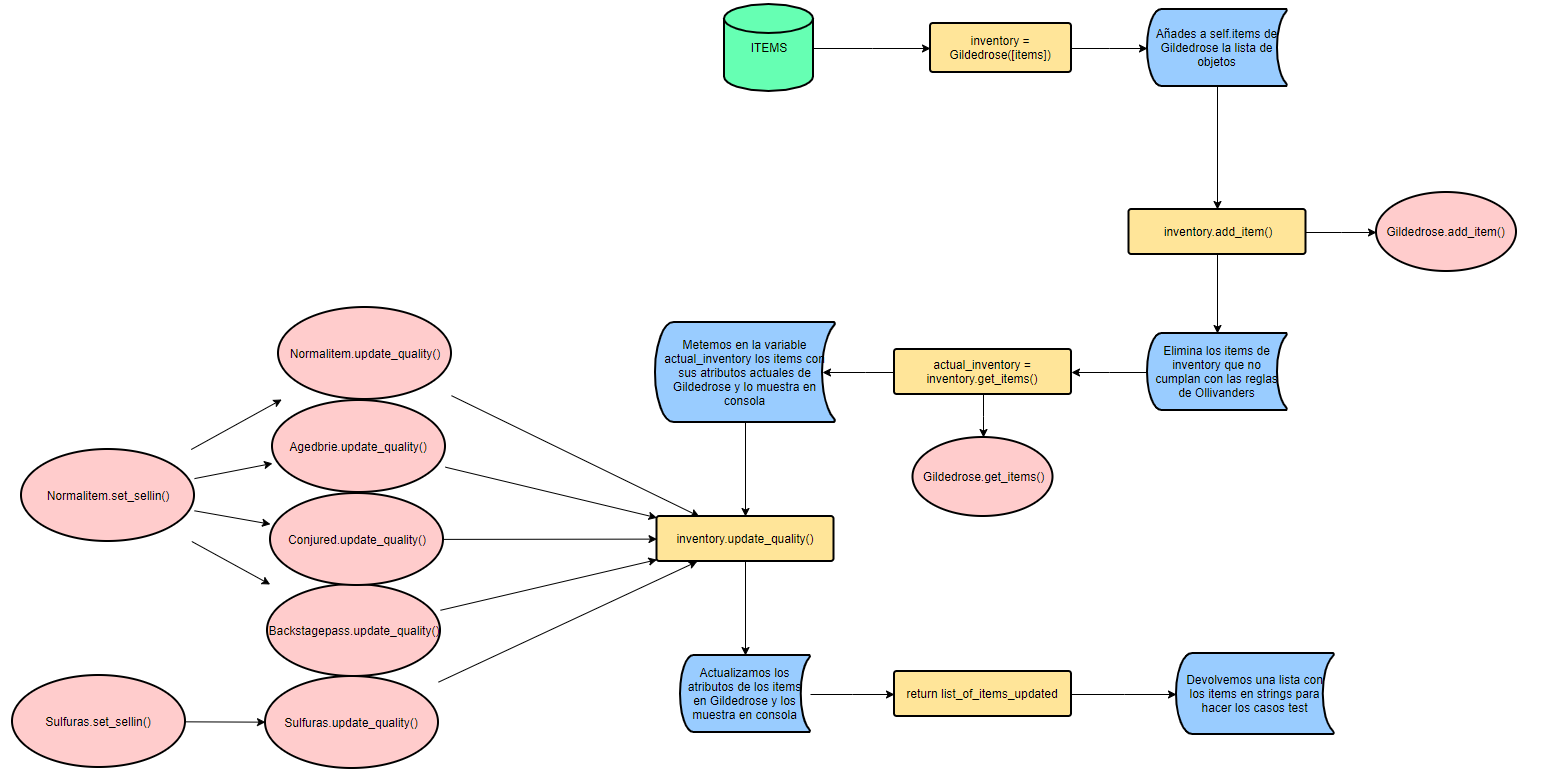 ITEMS
inventory =
Gildedrose([items])
Añades a self.items de
Gildedrose la lista de
objetos
inventory.add_item()
Gildedrose.add_item()
Elimina los items de
inventory que no
cumplan con las reglas
de Ollivanders
actual_inventory =
inventory.get_items()
Gildedrose.get_items()
Metemos en la variable
actual_inventory los items con
sus atributos actuales de
Gildedrose y lo muestra en
consola
Normalitem.update_quality()
Agedbrie.update_quality()
Normalitem.set_sellin()
Conjured.update_quality()
Backstagepass.update_quality()
Sulfuras.set_sellin()
Sulfuras.update_quality()
inventory.update_quality()
Actualizamos los
atributos de los items
en Gildedrose y los
muestra en consola
return list_of_items_updated
Devolvemos una lista con
los items en strings para
hacer los casos test